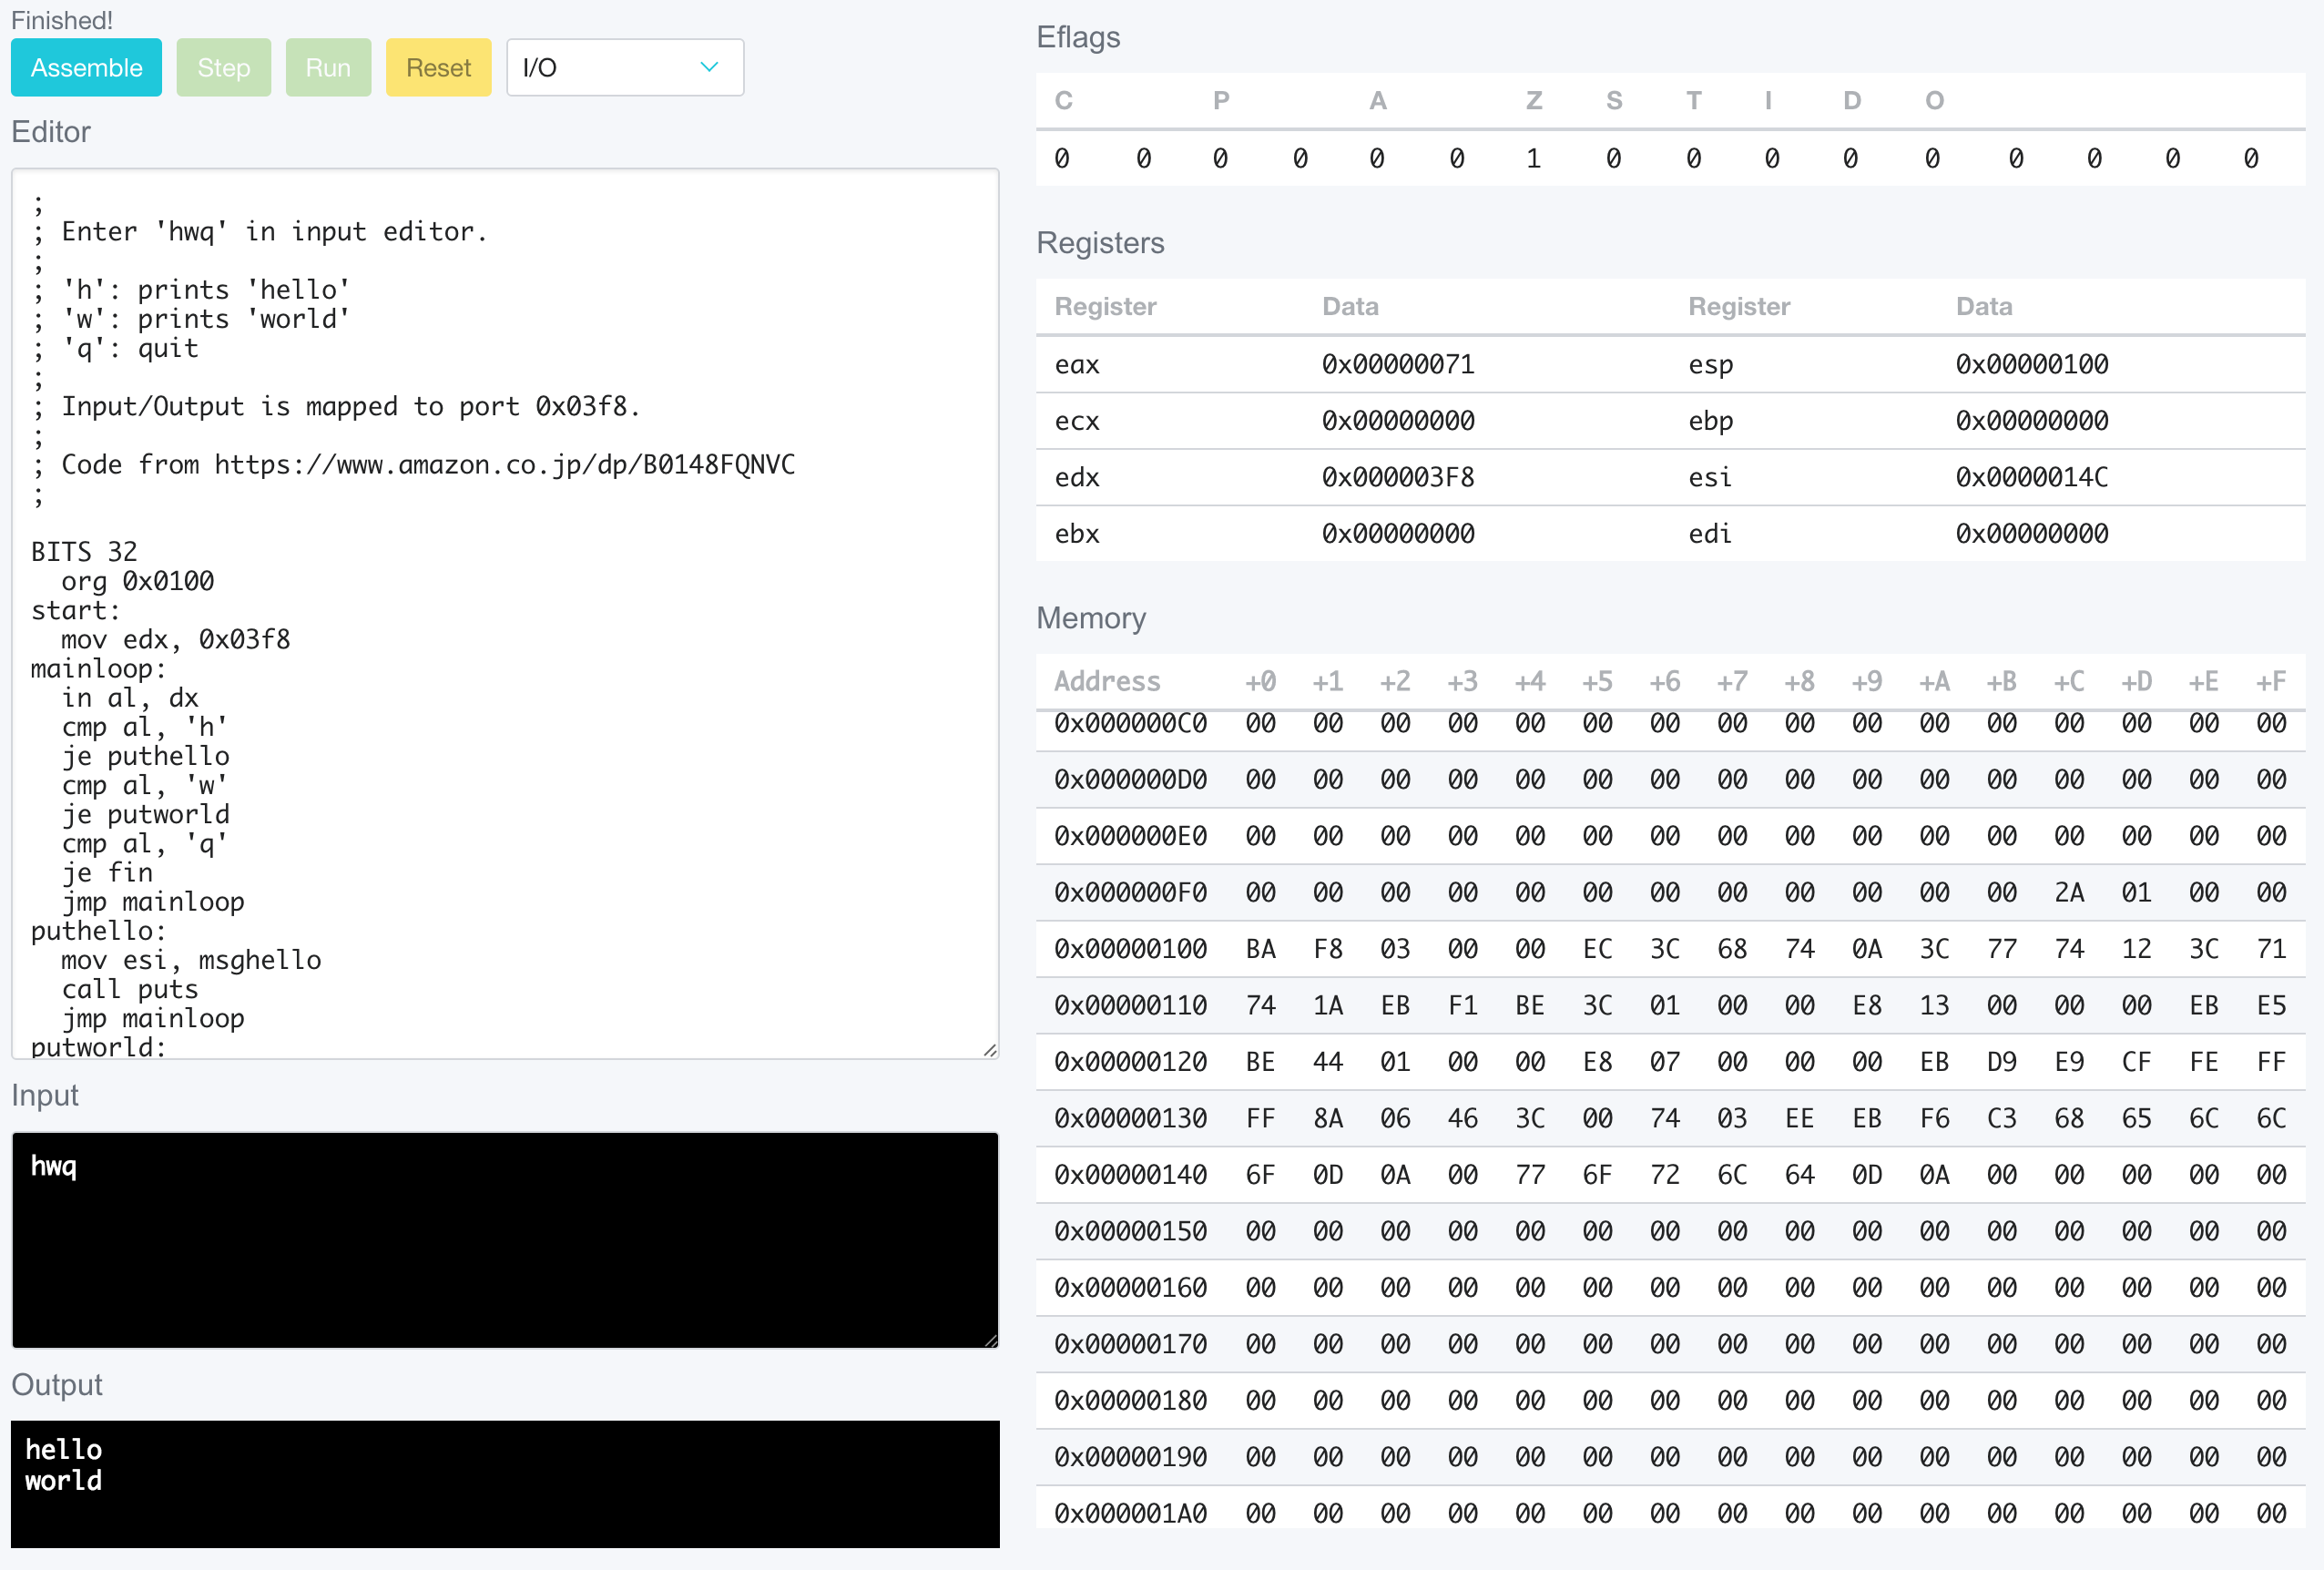 Finished!
Assemble Step Run Reset I/O
Editor
;
; Enter 'hwq' in input editor.
;
; 'h': prints 'hello'
; 'w': prints 'world'
; 'q': quit
;
; Input/Output is mapped to port 0x03f8.
;
; Code from https://www.amazon.co.jp/dp/B0148FQNVC
;
BITS 32
org 0x0100
start:
mov edx, 0x03f8
mainloop:
in al, dx
cmp al, 'h'
je puthello
cmp al, 'w'
je putworld
cmp al, 'q'
je fin
jmp mainloop
puthello:
mov esi, msghello
call puts
jmp mainloop
putworld:
Input
hwq
Output
hello
world
Eflags
C P A Z S T I D O
0 0 0 0 0 0 1 0 0 0 0 0 0 0 0 0
Registers
Register Data Register Data
eax 0x00000071 esp 0x00000100
ecx 0x00000000 ebp 0x00000000
edx 0x000003F8 esi 0x0000014C
ebx 0x00000000 edi 0x00000000
Memory
Address +0 +1 +2 +3 +4 +5 +6 +7 +8 +9 +A +B +C +D +E +F
0x000000C0 00 00 00 00 00 00 00 00 00 00 00 00 00 00 00 00
0x000000D0 00 00 00 00 00 00 00 00 00 00 00 00 00 00 00 00
0x000000E0 00 00 00 00 00 00 00 00 00 00 00 00 00 00 00 00
0x000000F0 00 00 00 00 00 00 00 00 00 00 00 00 2A 01 00 00
0x00000100 BA F8 03 00 00 EC 3C 68 74 0A 3C 77 74 12 3C 71
0x00000110 74 1A EB F1 BE 3C 01 00 00 E8 13 00 00 00 EB E5
0x00000120 BE 44 01 00 00 E8 07 00 00 00 EB D9 E9 CF FE FF
0x00000130 FF 8A 06 46 3C 00 74 03 EE EB F6 C3 68 65 6C 6C
0x00000140 6F 0D 0A 00 77 6F 72 6C 64 0D 0A 00 00 00 00 00
0x00000150 00 00 00 00 00 00 00 00 00 00 00 00 00 00 00 00
0x00000160 00 00 00 00 00 00 00 00 00 00 00 00 00 00 00 00
0x00000170 00 00 00 00 00 00 00 00 00 00 00 00 00 00 00 00
0x00000180 00 00 00 00 00 00 00 00 00 00 00 00 00 00 00 00
0x00000190 00 00 00 00 00 00 00 00 00 00 00 00 00 00 00 00
0x000001A0 00 00 00 00 00 00 00 00 00 00 00 00 00 00 00 00